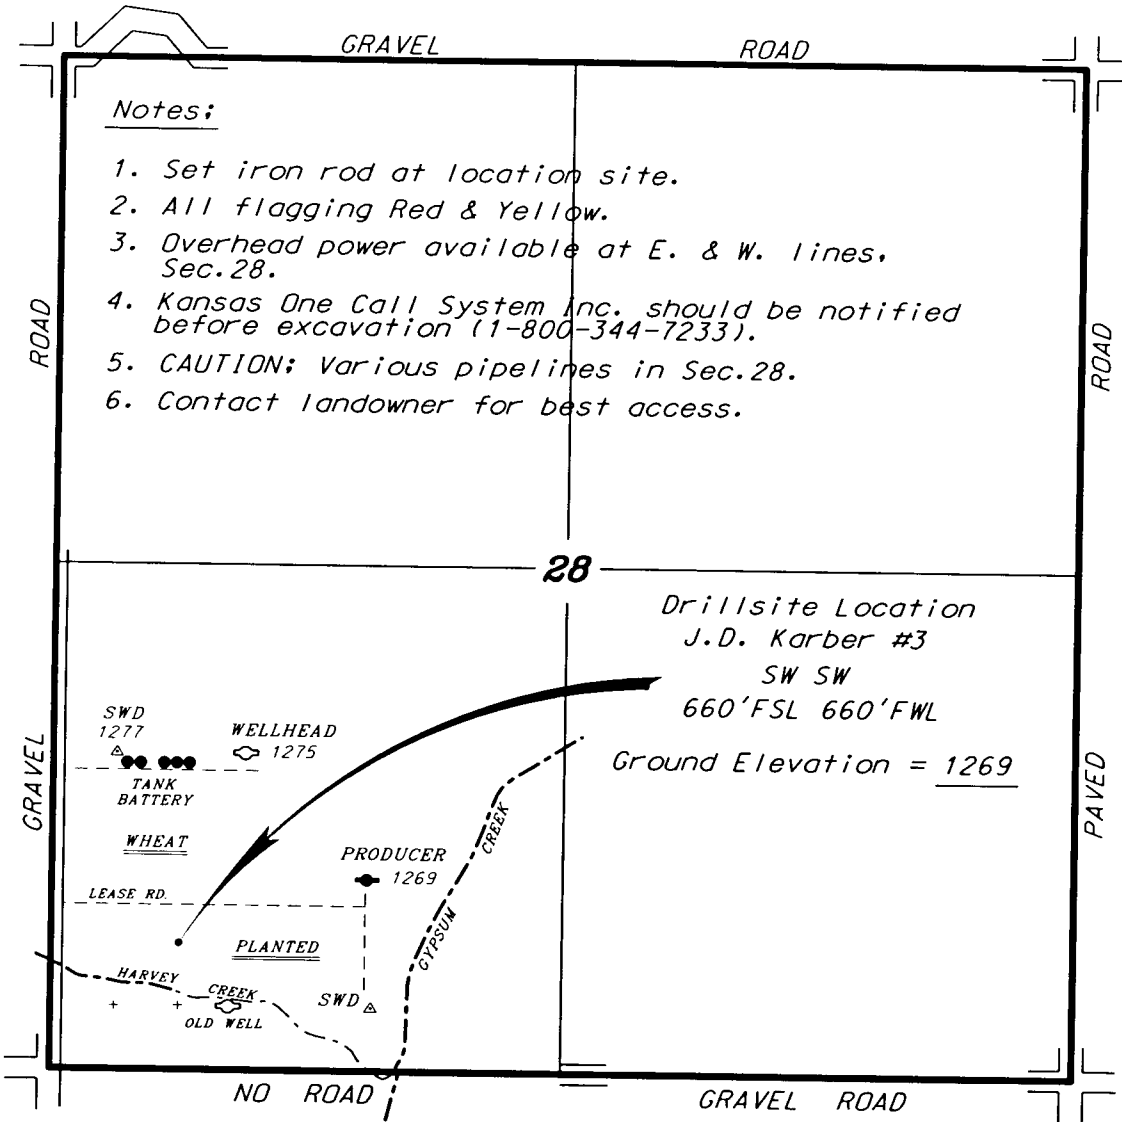 GRAVEL ROAD
Notes:
1. Set iron rod at location site.
2. All flagging Red & Yellow.
3. Overhead power available at E. & W. lines,
Sec.28.
4. Kansas One Call System Inc. should be notified
before excavation (1-800-344-7233).
5. CAUTION: Various pipelines in Sec.28.
6. Contact landowner for best access.
ROAD
ROAD
28
Drillsite Location
J.D. Karber #3
SW SW
660'FSL 660'FWL
Ground Elevation = 1269
SWD
1277
WELLHEAD
1275
TANK
BATTERY
WHEAT
GRAVEL
PAVED
PRODUCER
1269
LEASE RD.
GYPSUM CREEK
PLANTED
HARVEY CREEK
SWD
OLD WELL
NO ROAD
GRAVEL ROAD